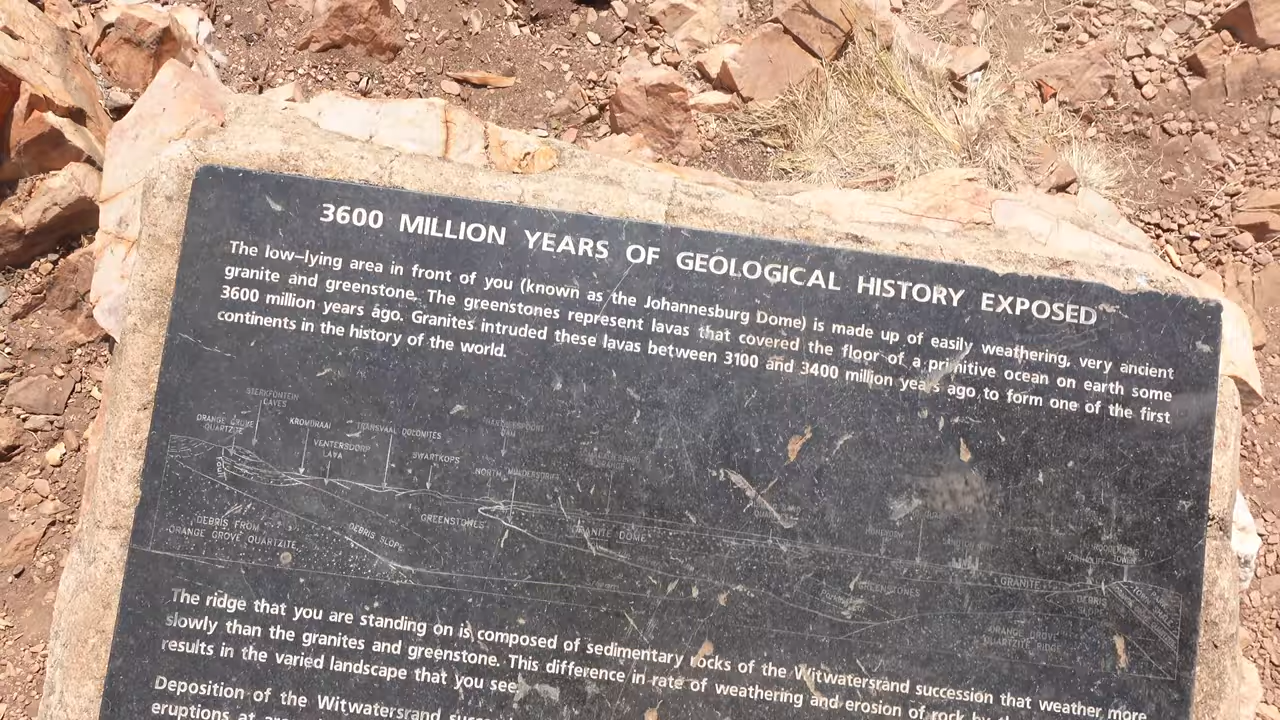 3600 MILLION YEARS OF GEOLOGICAL HISTORY EXPOSED
The low-lying area in front of you (known as the Johannesburg Dome) is made up of easily weathering, very ancient
granite and greenstone. The greenstones represent lavas that covered the floor of a primitive ocean on earth some
3600 million years ago. Granites intruded these lavas between 3100 and 3400 million years ago to form one of the first
continents in the history of the world.
STERKFONTEIN
CAVES
ORANGE GROVE
QUARTZITE
KROMDRAAI
TRANSVAAL DOLOMITES
VENTERSDORP
LAVA
SWARTKOPS
NORTH
MULDERSDRIFT
FAULT
DEBRIS FROM
ORANGE GROVE QUARTZITE
DEBRIS SLOPE
GREENSTONES
GRANITE DOME
GREENSTONES
GRANITE
DEBRIS
ORANGE GROVE
QUARTZITE RIDGE
The ridge that you are standing on is composed of sedimentary rocks of the Witwatersrand succession that weather more
slowly than the granites and greenstone. This difference in rate of weathering and erosion of rock by
results in the varied landscape that you see.
Deposition of the Witwatersrand
eruptions at